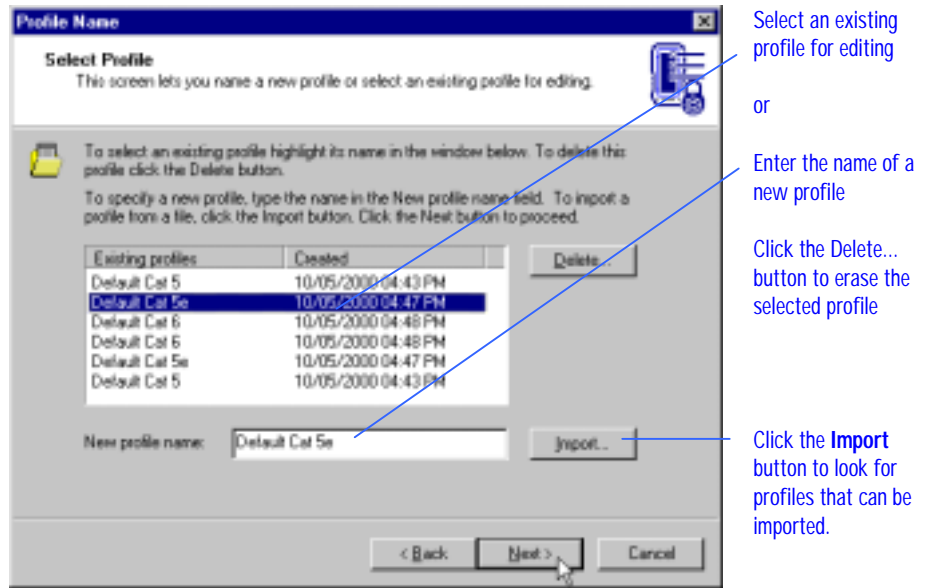 Profile Name
Select Profile
This screen lets you name a new profile or select an existing profile for editing.
To select an existing profile highlight its name in the window below. To delete this
profile click the Delete button.
To specify a new profile, type the name in the New profile name field. To import a
profile from a file, click the Import button. Click the Next button to proceed.
Existing profiles Created
Delete...
Default Cat 5 10/05/2000 04:43 PM
Default Cat 5e 10/05/2000 04:47 PM
Default Cat 6 10/05/2000 04:48 PM
Default Cat 6 10/05/2000 04:48 PM
Default Cat 5e 10/05/2000 04:47 PM
Default Cat 5 10/05/2000 04:43 PM
New profile name: Default Cat 5e
Import...
< Back Next > Cancel
Select an existing
profile for editing
or
Enter the name of a
new profile
Click the Delete...
button to erase the
selected profile
Click the Import
button to look for
profiles that can be
imported.